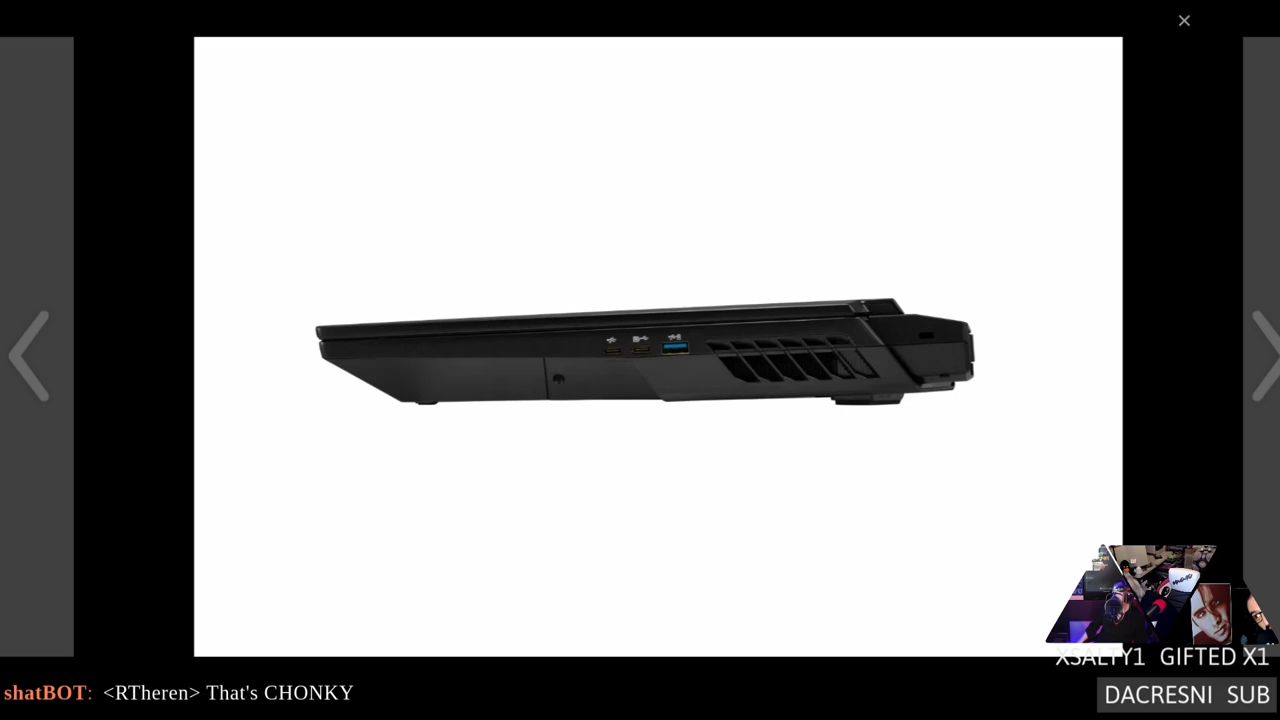 shatBOT: <RTheren> That's CHONKY
XSALTY1 GIFTED X1
DACRESNI SUB